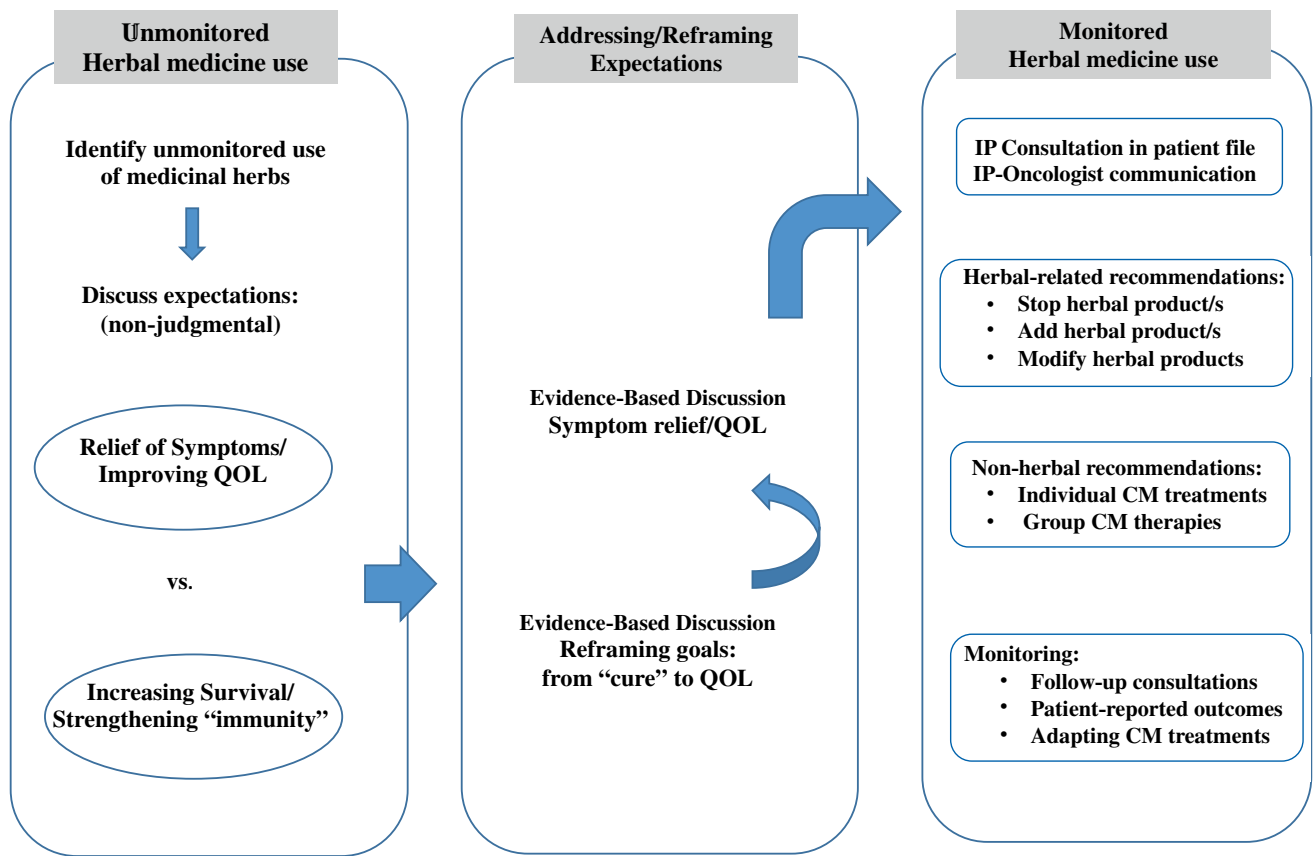 Unmonitored
Herbal medicine use
Identify unmonitored use
of medicinal herbs
Discuss expectations:
(non-judgmental)
Relief of Symptoms/
Improving QOL
vs.
Increasing Survival/
Strengthening “immunity”
Addressing/Reframing
Expectations
Evidence-Based Discussion
Symptom relief/QOL
Evidence-Based Discussion
Reframing goals:
from “cure” to QOL
Monitored
Herbal medicine use
IP Consultation in patient file
IP-Oncologist communication
Herbal-related recommendations:
• Stop herbal product/s
• Add herbal product/s
• Modify herbal products
Non-herbal recommendations:
• Individual CM treatments
• Group CM therapies
Monitoring:
• Follow-up consultations
• Patient-reported outcomes
• Adapting CM treatments